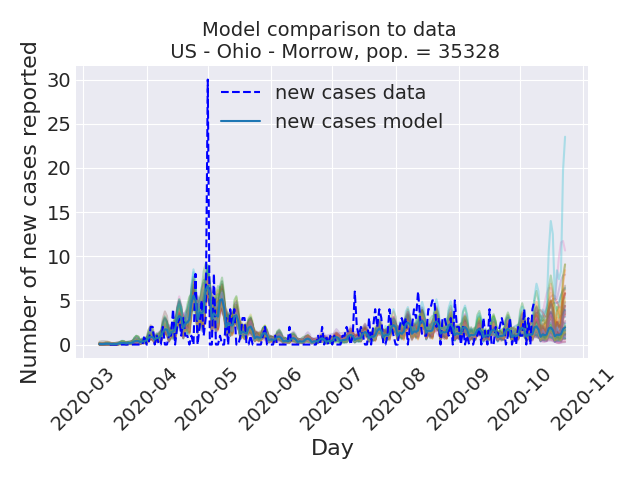 Model comparison to data
US - Ohio - Morrow, pop. = 35328
Number of new cases reported
30
25
20
15
10
5
0
new cases data
new cases model
2020-03
2020-04
2020-05
2020-06
2020-07
2020-08
2020-09
2020-10
2020-11
Day